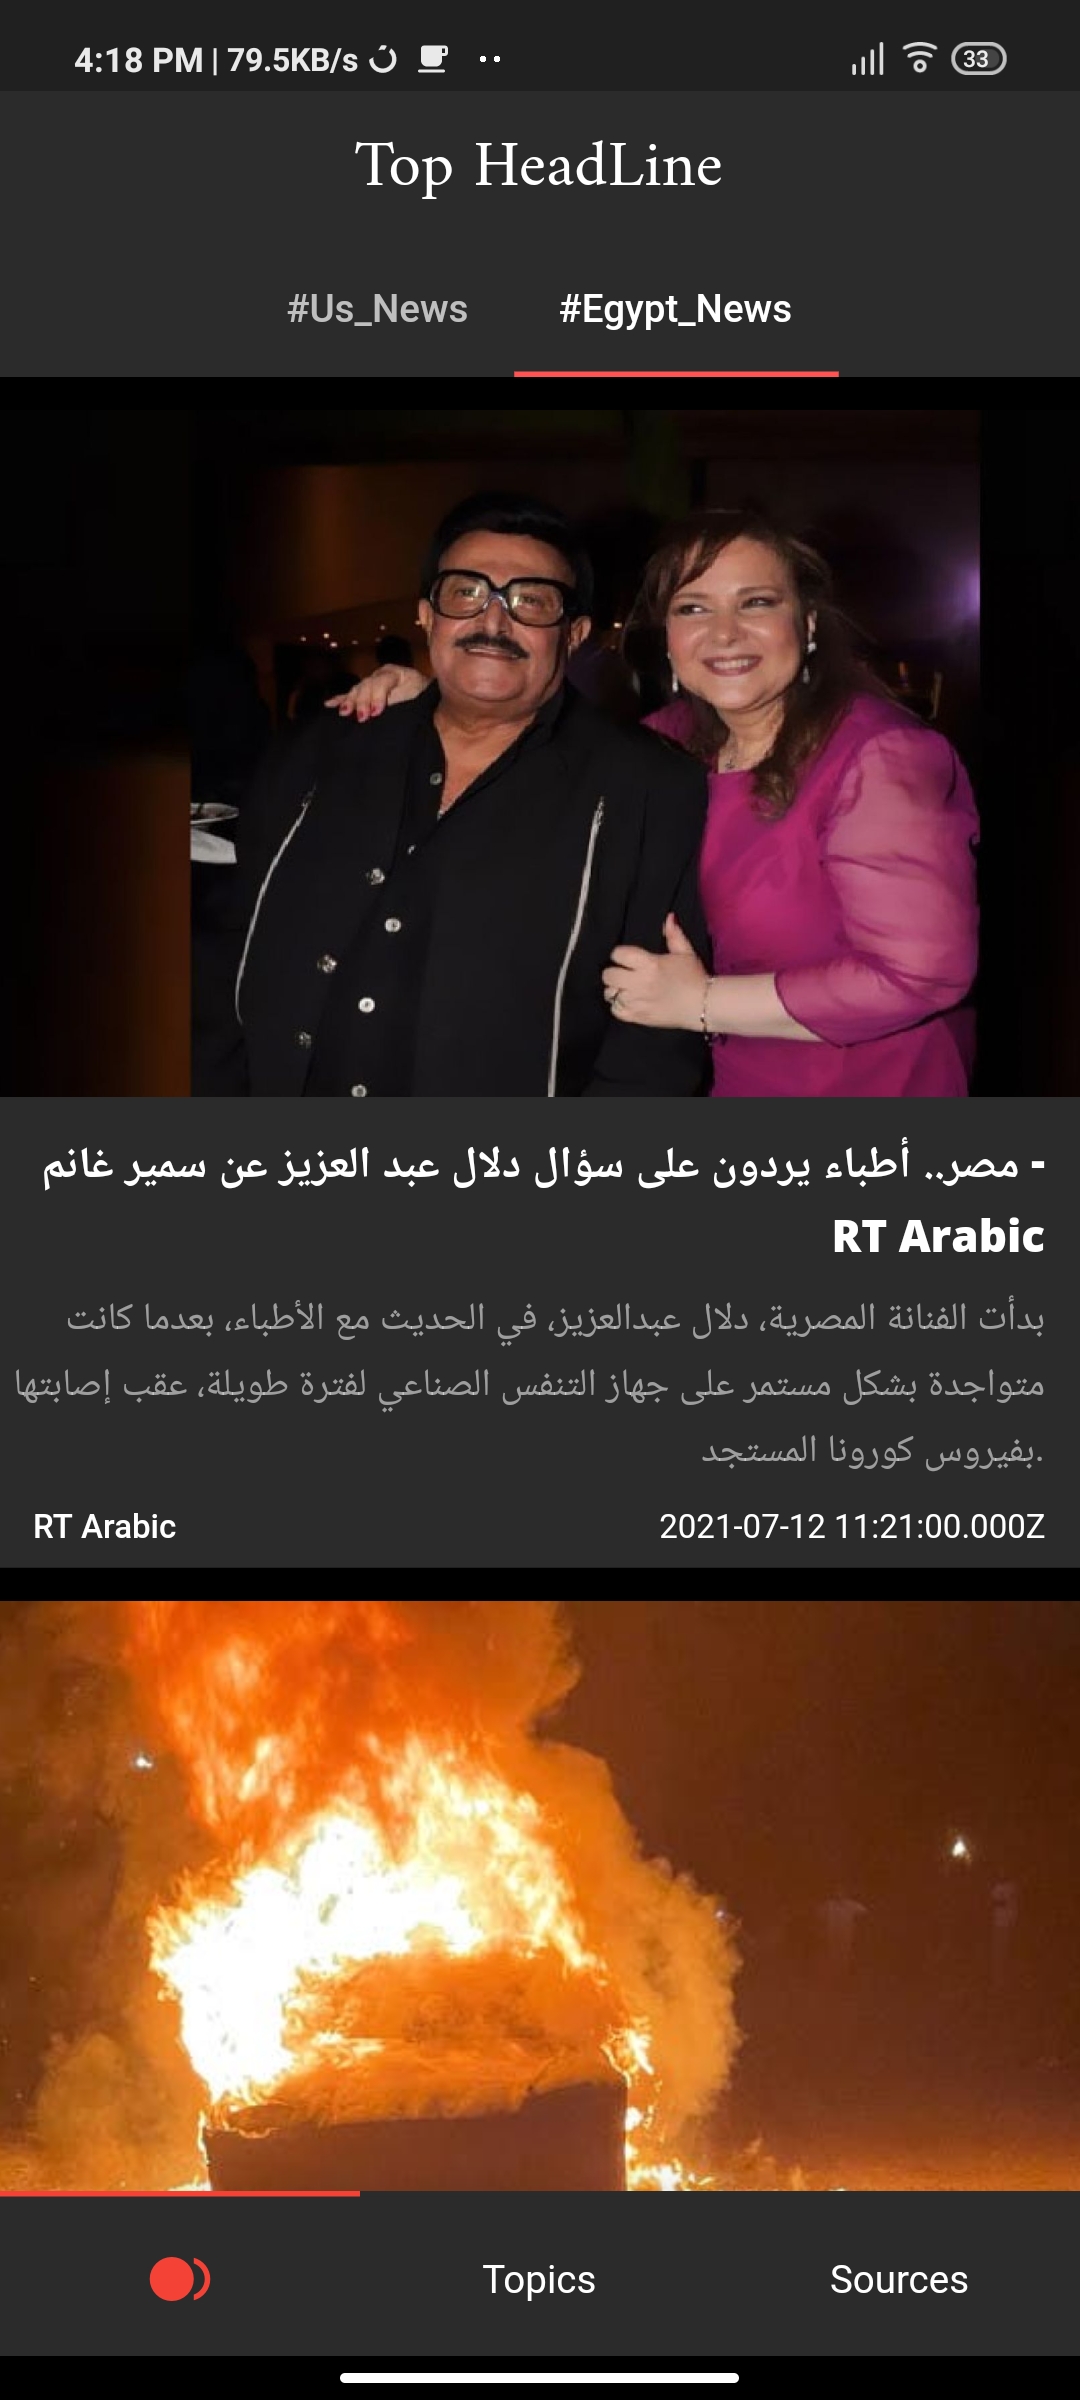 4:18 PM | 79.5KB/s
33
Top HeadLine
#Us_News #Egypt_News
مصر.. أطباء يردون على سؤال دلال عبد العزيز عن سمير غانم -
RT Arabic
بدأت الفنانة المصرية، دلال عبدالعزيز، في الحديث مع الأطباء، بعدما كانت
متواجدة بشكل مستمر على جهاز التنفس الصناعي لفترة طويلة، عقب إصابتها
بفيروس كورونا المستجد.
RT Arabic 2021-07-12 11:21:00.000Z
Topics Sources